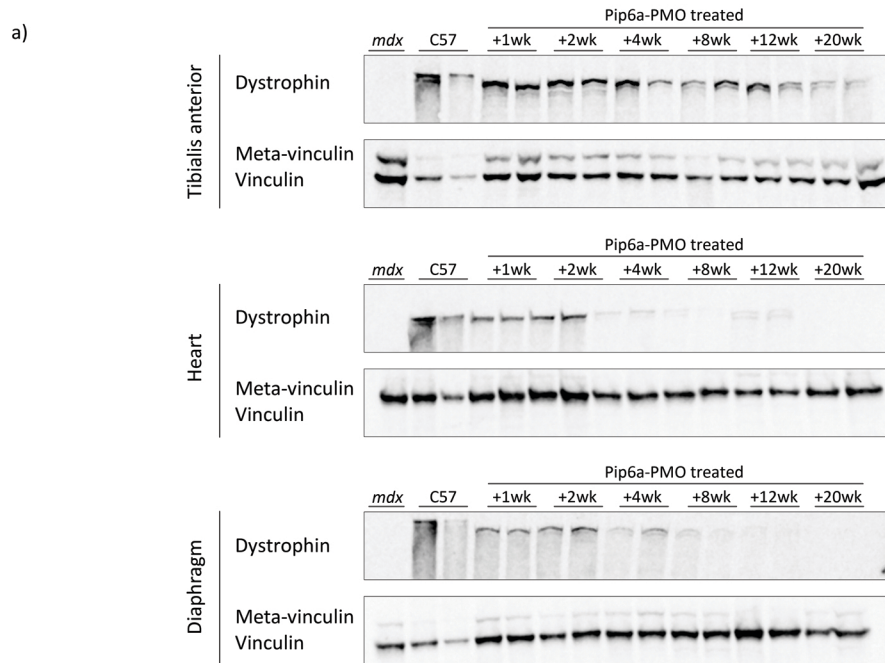 a)
Pip6a-PMO treated
mdx C57 +1wk +2wk +4wk +8wk +12wk +20wk
Tibialis anterior
Dystrophin
Meta-vinculin
Vinculin
Pip6a-PMO treated
mdx C57 +1wk +2wk +4wk +8wk +12wk +20wk
Heart
Dystrophin
Meta-vinculin
Vinculin
Pip6a-PMO treated
mdx C57 +1wk +2wk +4wk +8wk +12wk +20wk
Diaphragm
Dystrophin
Meta-vinculin
Vinculin